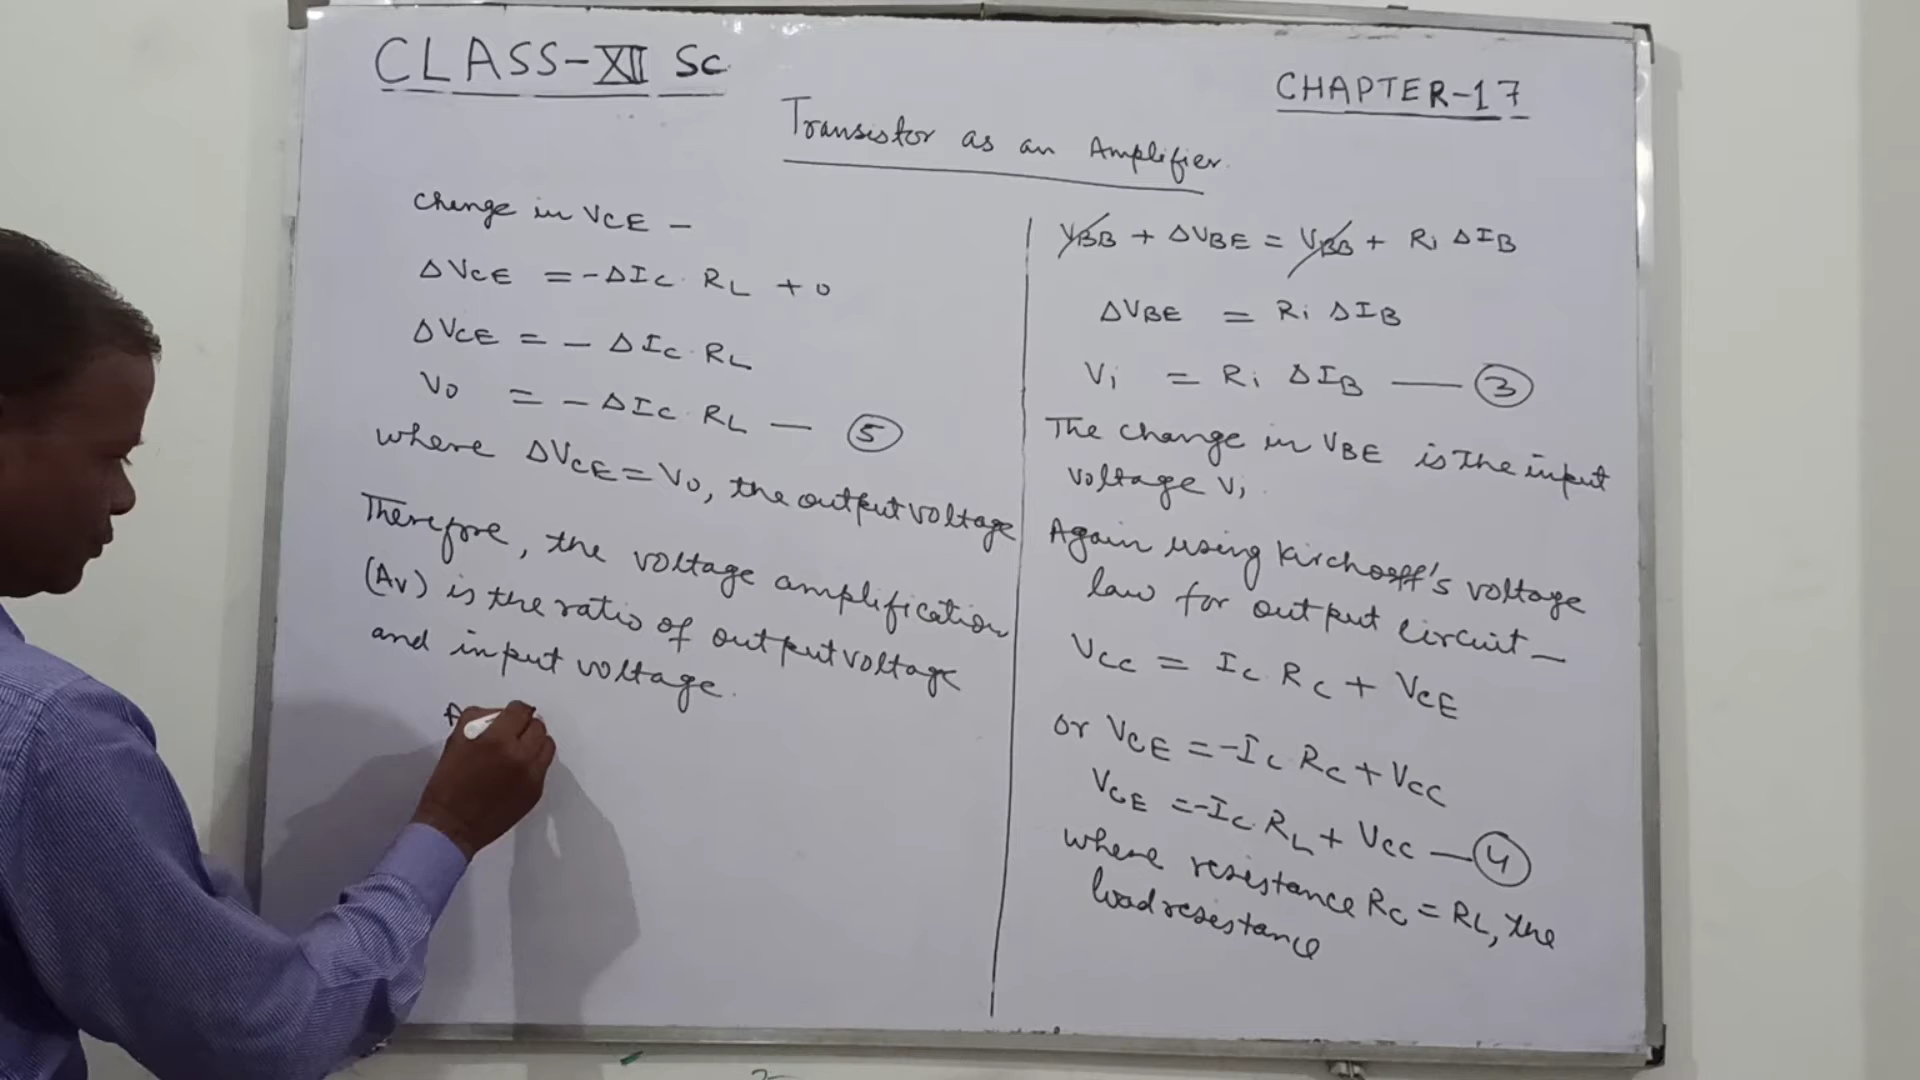 CLASS-XII Sc
CHAPTER-17
Transistor as an Amplifier.
Change in VCE -
ΔVCE = -ΔIC. RL + 0
ΔVCE = - ΔIC. RL
V0 = - ΔIC. RL — 5
where ΔVCE = V0, the output voltage
Therefore, the voltage amplification
(AV) is the ratio of output voltage
and input voltage.
A
VBB + ΔVBE = VBB + Ri ΔIB
ΔVBE = Ri ΔIB
Vi = Ri ΔIB — 3
The change in VBE is the input
voltage Vi.
Again using Kirchoff's voltage
law for output circuit —
VCC = IC. RC + VCE
or VCE = -IC. RC + VCC
VCE = -IC. RL + VCC — 4
where resistance RC = RL, the
load resistance